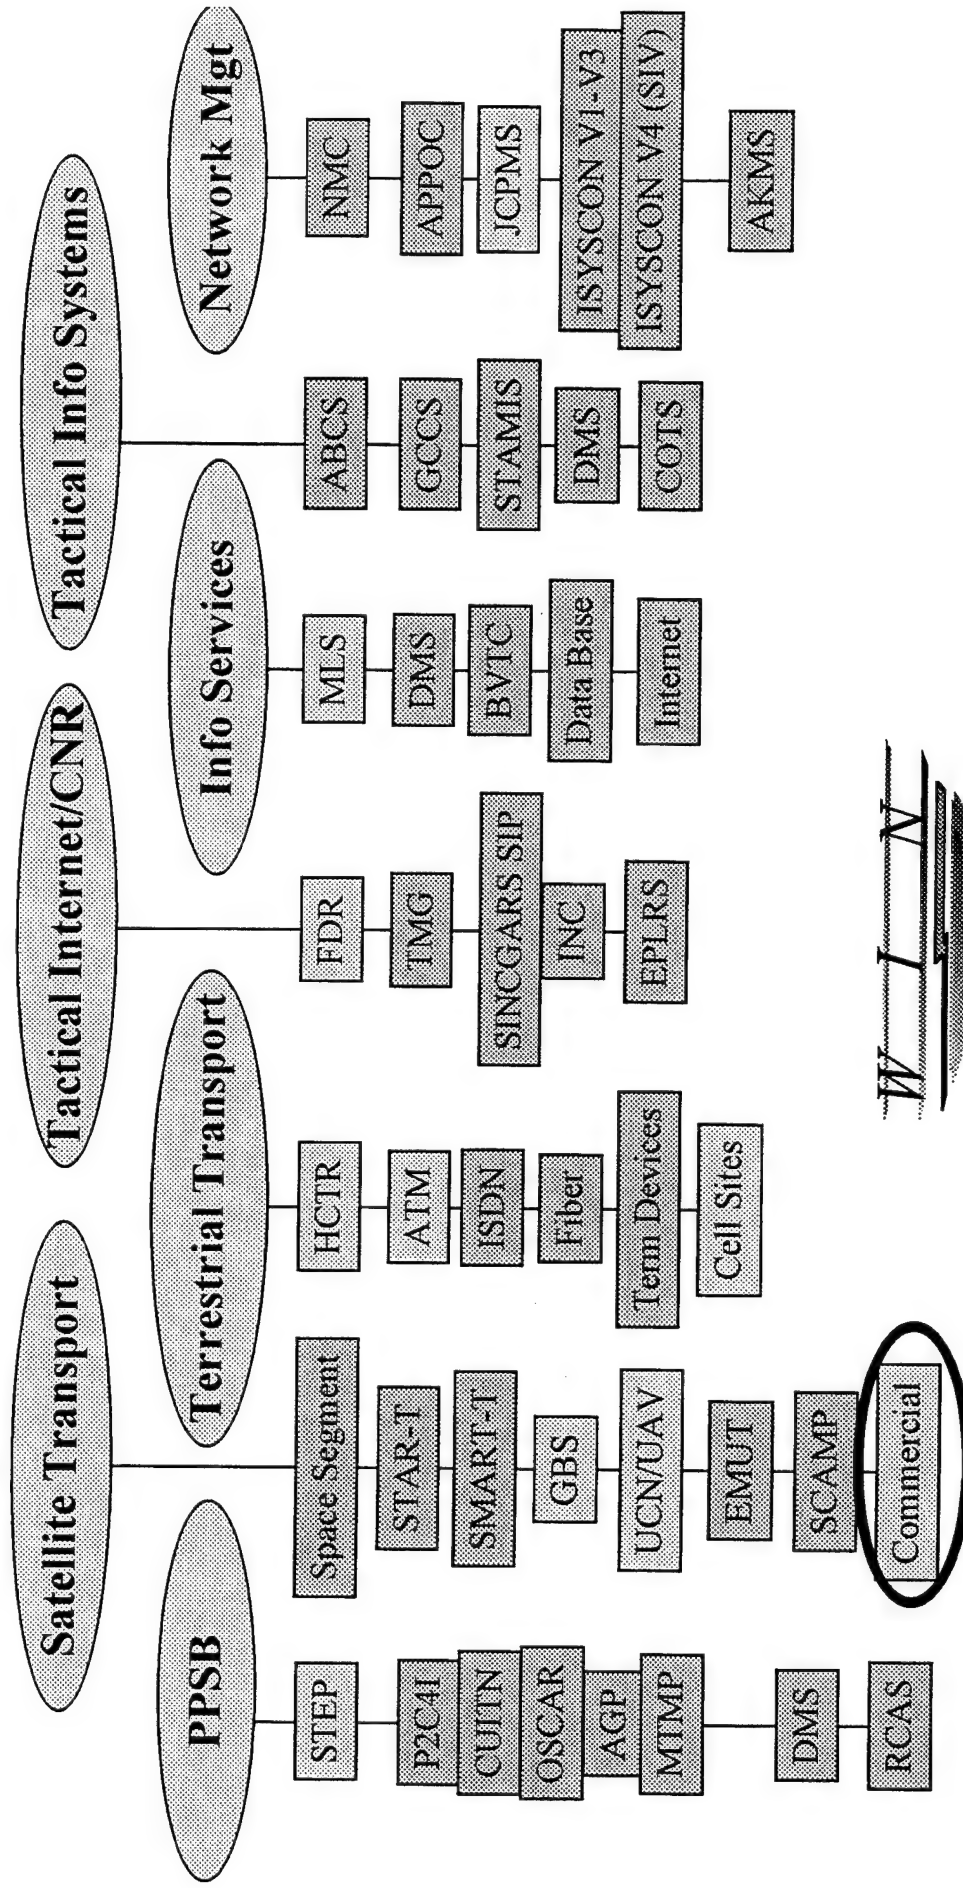 Satellite Transport
Tactical Internet/CNR
Tactical Info Systems
PPSB
Terrestrial Transport
Info Services
Network Mgt
STEP
P2C4I
CUITN
OSCAR
AGP
MTMP
DMS
RCAS
Space Segment
STAR-T
SMART-T
GBS
UCN/UAV
EMUT
SCAMP
Commercial
HCTR
ATM
ISDN
Fiber
Term Devices
Cell Sites
FDR
TMG
SINCGARS SIP
INC
EPLRS
MLS
DMS
BVTC
Data Base
Internet
ABCS
GCCS
STAMIS
DMS
COTS
NMC
APPOC
JCPMS
ISYSCON V1-V3
ISYSCON V4 (SIV)
AKMS
W I N